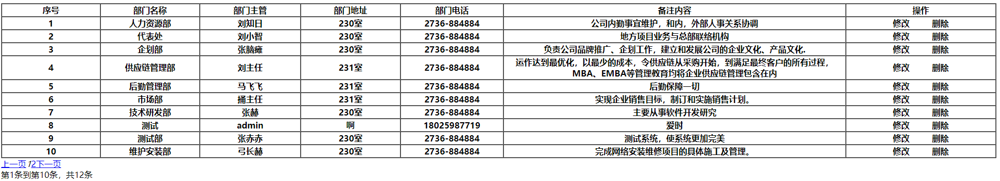 序号 部门名称 部门主管 部门地址 部门电话 备注内容 操作
1 人力资源部 刘知日 230室 2736-884884 公司内勤事宜维护，和内，外部人事关系协调 修改 删除
2 代表处 刘小智 230室 2736-884884 地方项目业务与总部联络机构 修改 删除
3 企划部 张脑瘫 230室 2736-884884 负责公司品牌推广、企划工作，建立和发展公司的企业文化、产品文化. 修改 删除
4 供应链管理部 刘主任 231室 2736-884884 运作达到最优化，以最少的成本，令供应链从采购开始，到满足最终客户的所有过程， 修改 删除
MBA、EMBA等管理教育均将企业供应链管理包含在内
5 后勤管理部 马飞飞 231室 2736-884884 后勤保障一切 修改 删除
6 市场部 捅主任 231室 2736-884884 实现企业销售目标，制订和实施销售计划。 修改 删除
7 技术研发部 张赫 230室 2736-884884 主要从事软件开发研究 修改 删除
8 测试 admin 啊 18025987719 爱时 修改 删除
9 测试部 张赤赤 230室 2736-884884 测试系统，使系统更加完美 修改 删除
10 维护安装部 弓长赫 230室 2736-884884 完成网络安装维修项目的具体施工及管理。 修改 删除
上一页 /2下一页
第1条到第10条，共12条